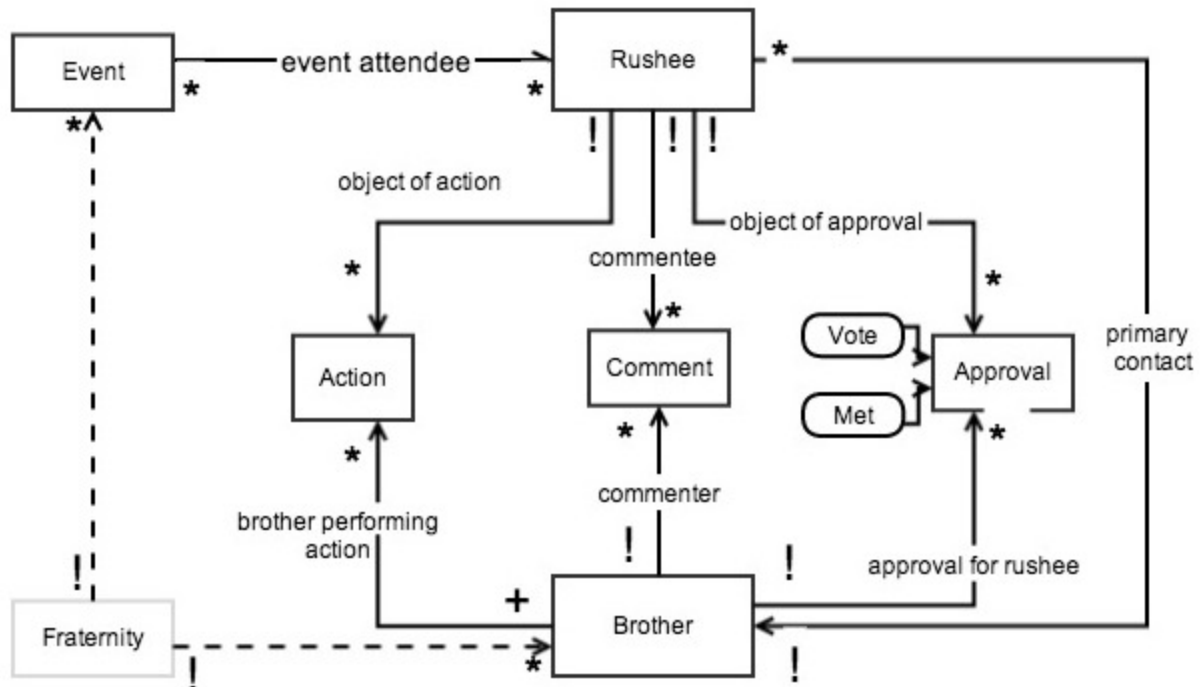 Event
*
*
event attendee
*
Rushee
*
!
!
!
object of action
object of approval
commentee
*
*
*
primary
contact
Vote
Met
Action
Comment
Approval
*
*
*
brother performing
action
commenter
approval for rushee
!
!
!
+
Fraternity
!
*
Brother
!